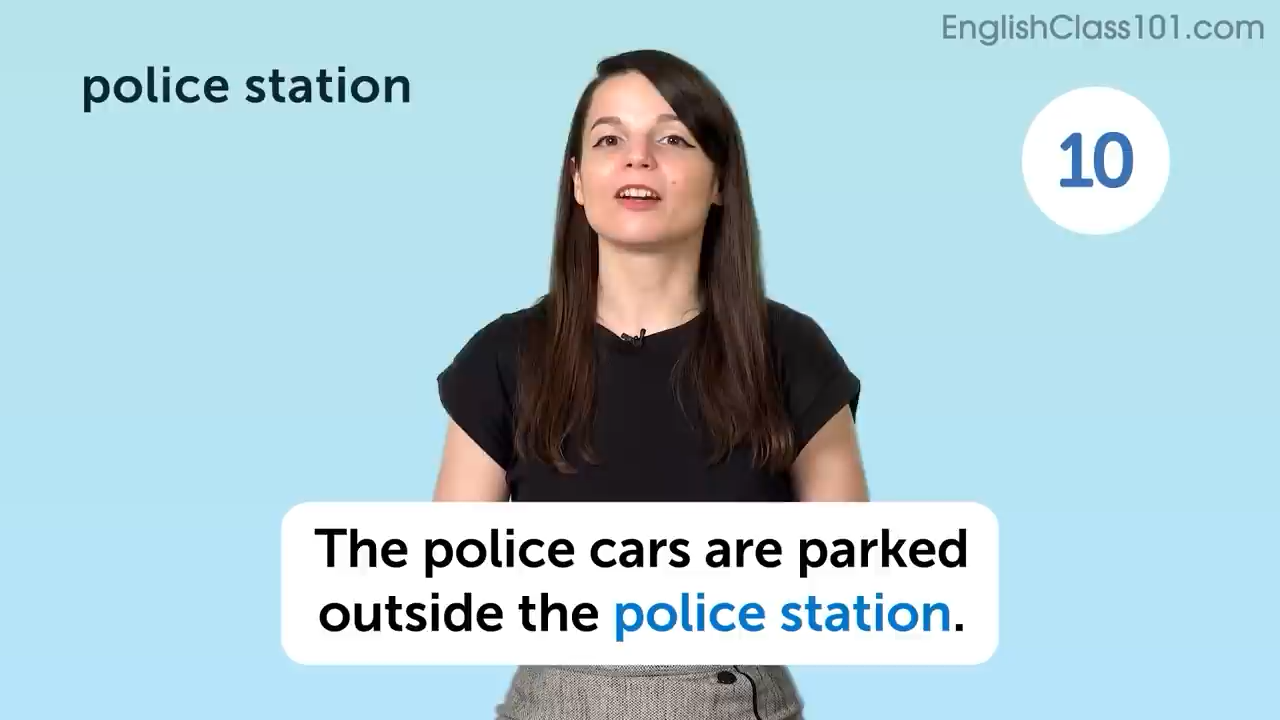 EnglishClass101.com
police station
10
The police cars are parked
outside the police station.